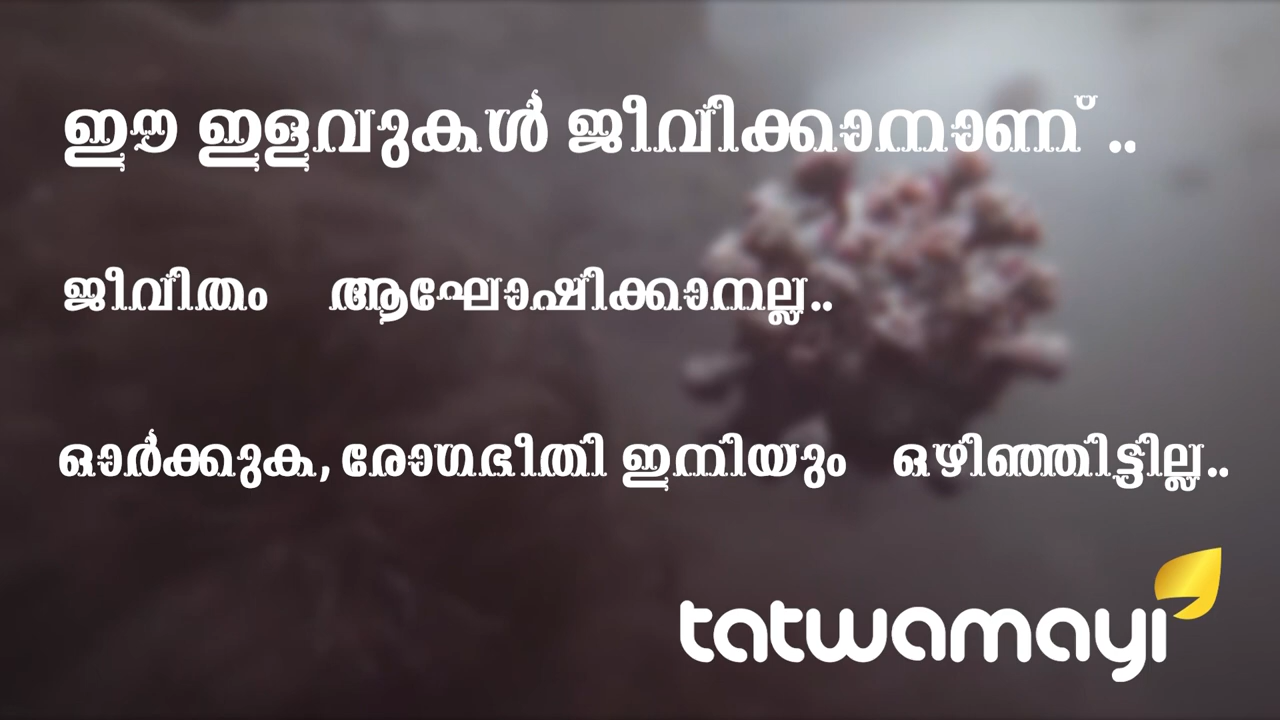 ഈ ഇളവുകൾ ജീവിക്കാനാണ് ..
ജീവിതം ആഘോഷിക്കാനല്ല..
ഓർക്കുക, രോഗഭീതി ഇനിയും ഒഴിഞ്ഞിട്ടില്ല..
tatwamayi